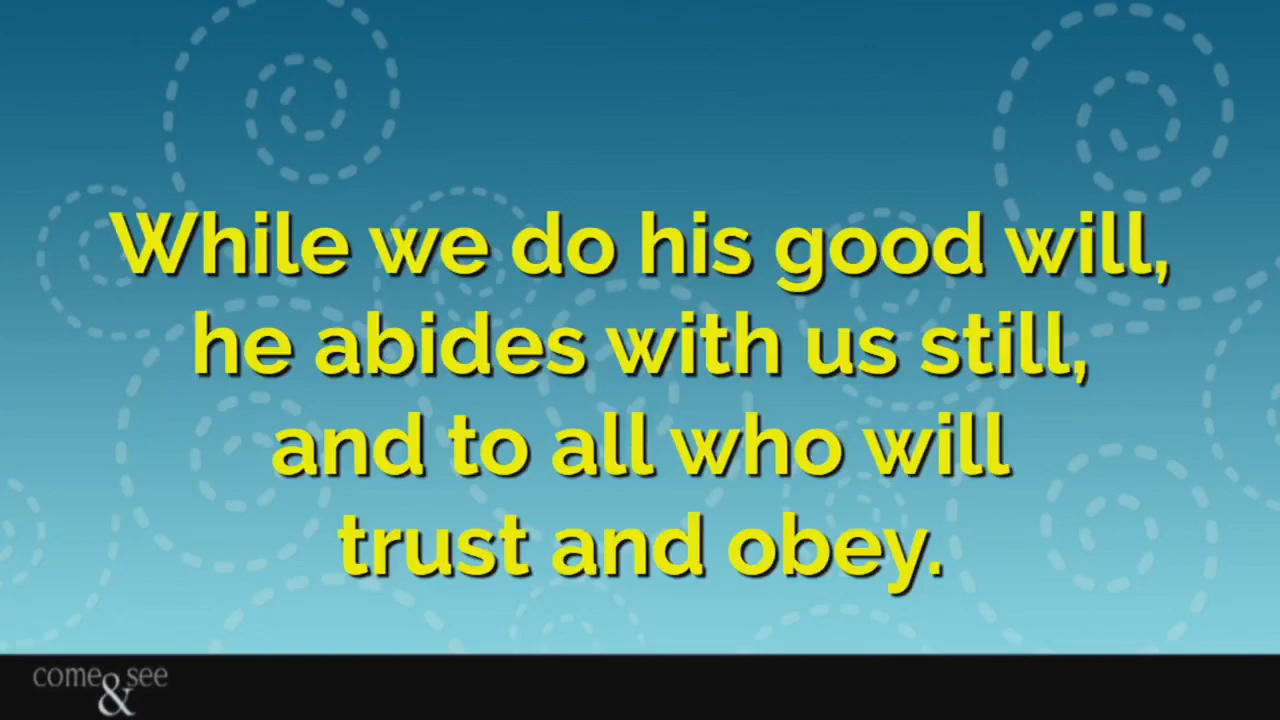 While we do his good will,
he abides with us still,
and to all who will
trust and obey.
come & see